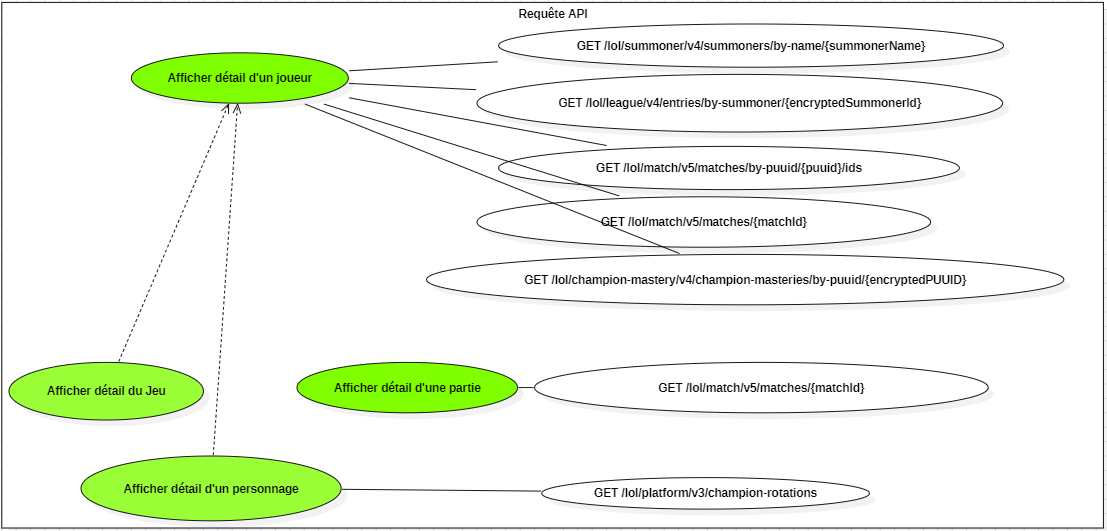 Requête API
GET /lol/summoner/v4/summoners/by-name/{summonerName}
Afficher détail d'un joueur
GET /lol/league/v4/entries/by-summoner/{encryptedSummonerId}
GET /lol/match/v5/matches/by-puuid/{puuid}/ids
GET /lol/match/v5/matches/{matchId}
GET /lol/champion-mastery/v4/champion-masteries/by-puuid/{encryptedPUUID}
Afficher détail du Jeu
Afficher détail d'une partie
GET /lol/match/v5/matches/{matchId}
Afficher détail d'un personnage
GET /lol/platform/v3/champion-rotations